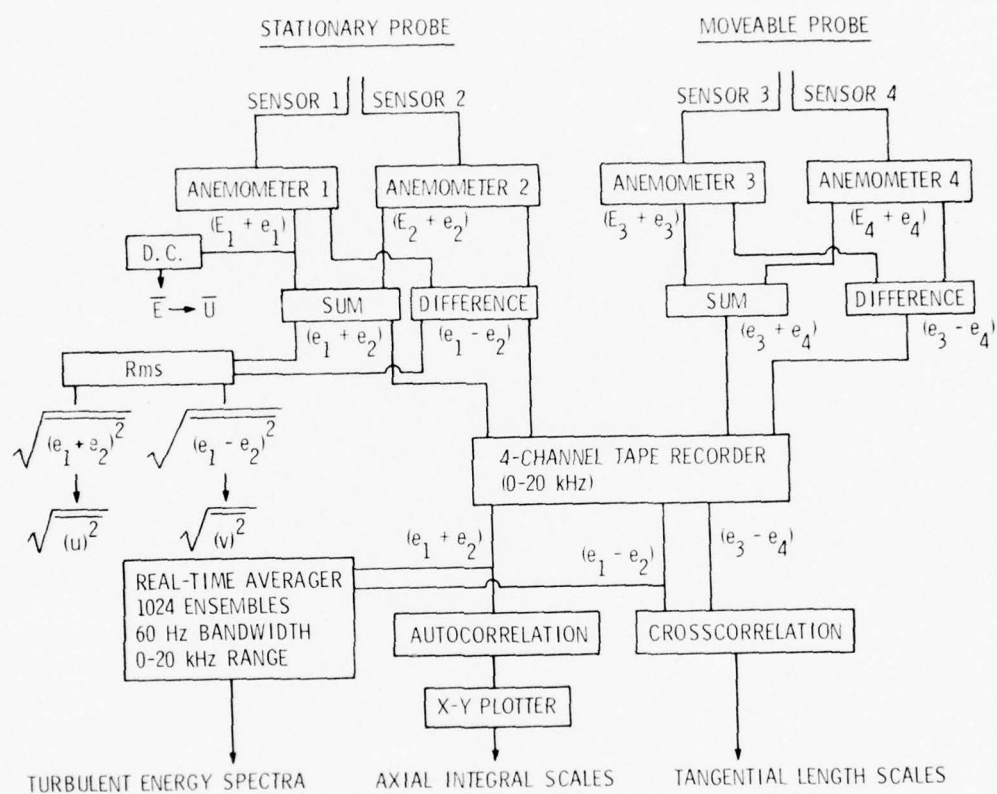 STATIONARY PROBE
MOVEABLE PROBE
SENSOR 1
SENSOR 2
SENSOR 3
SENSOR 4
ANEMOMETER 1
ANEMOMETER 2
ANEMOMETER 3
ANEMOMETER 4
(E₁ + e₁)
(E₂ + e₂)
(E₃ + e₃)
(E₄ + e₄)
D.C.
E̅ → U̅
SUM
DIFFERENCE
SUM
DIFFERENCE
(e₁ + e₂)
(e₁ - e₂)
(e₃ + e₄)
(e₃ - e₄)
Rms
√(e₁ + e₂)²
√(e₁ - e₂)²
4-CHANNEL TAPE RECORDER
(0-20 kHz)
√(u)²
√(v)²
(e₁ + e₂)
(e₁ - e₂)
(e₃ - e₄)
REAL-TIME AVERAGER
1024 ENSEMBLES
60 Hz BANDWIDTH
0-20 kHz RANGE
AUTOCORRELATION
CROSSCORRELATION
X-Y PLOTTER
TURBULENT ENERGY SPECTRA
AXIAL INTEGRAL SCALES
TANGENTIAL LENGTH SCALES